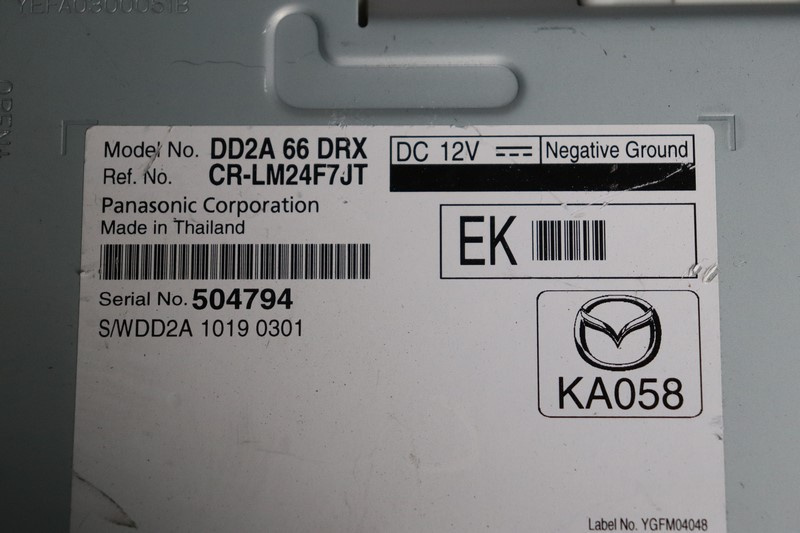 YEFA0900051B
Model No. DD2A 66 DRX
Ref. No. CR-LM24F7JT
DC 12V
Negative Ground
Panasonic Corporation
Made in Thailand
EK
Serial No. 504794
S/WDD2A 1019 0301
KA058
Label No. YGFM04048